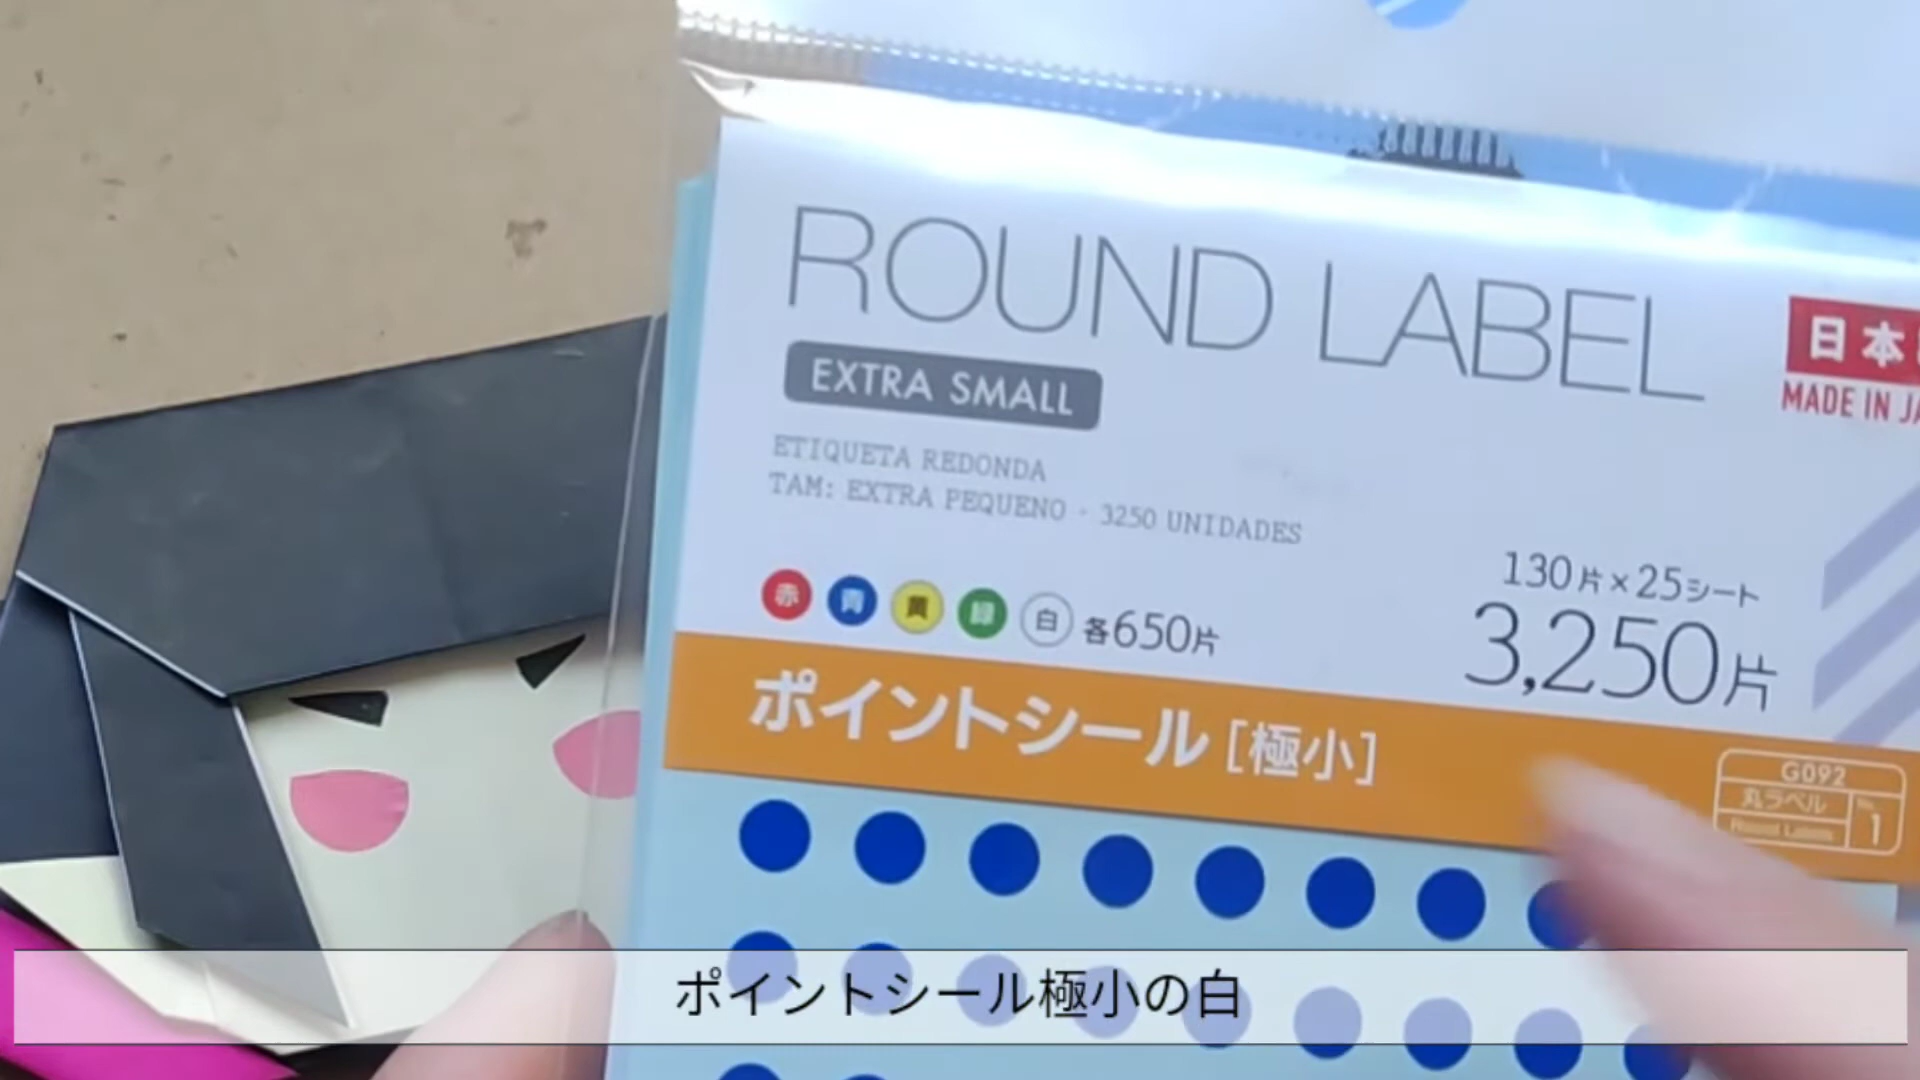 ROUND LABEL
日本
MADE IN
EXTRA SMALL
ETIQUETA REDONDA
TAM: EXTRA PEQUENO - 3250 UNIDADES
130片×25シート
3,250片
赤 青 黄 緑 白 各650片
ポイントシール[極小]
G092
丸ラベル
No. 1
Round Labels
ポイントシール極小の白